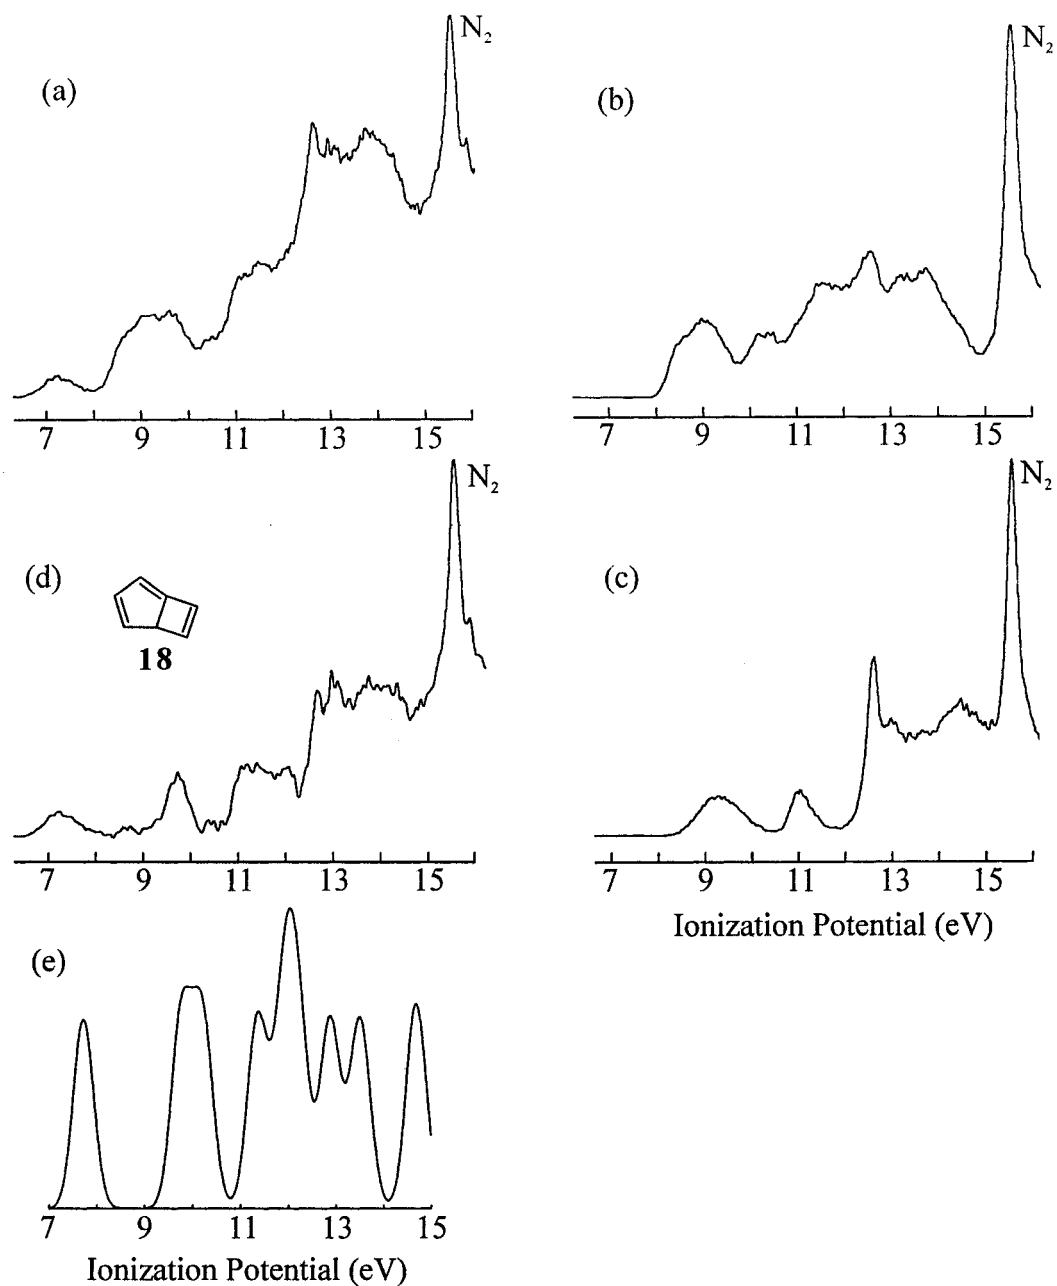 (a)
N₂
7 9 11 13 15
(b)
N₂
7 9 11 13 15
(d)
18
N₂
7 9 11 13 15
(c)
N₂
7 9 11 13 15
Ionization Potential (eV)
(e)
7 9 11 13 15
Ionization Potential (eV)